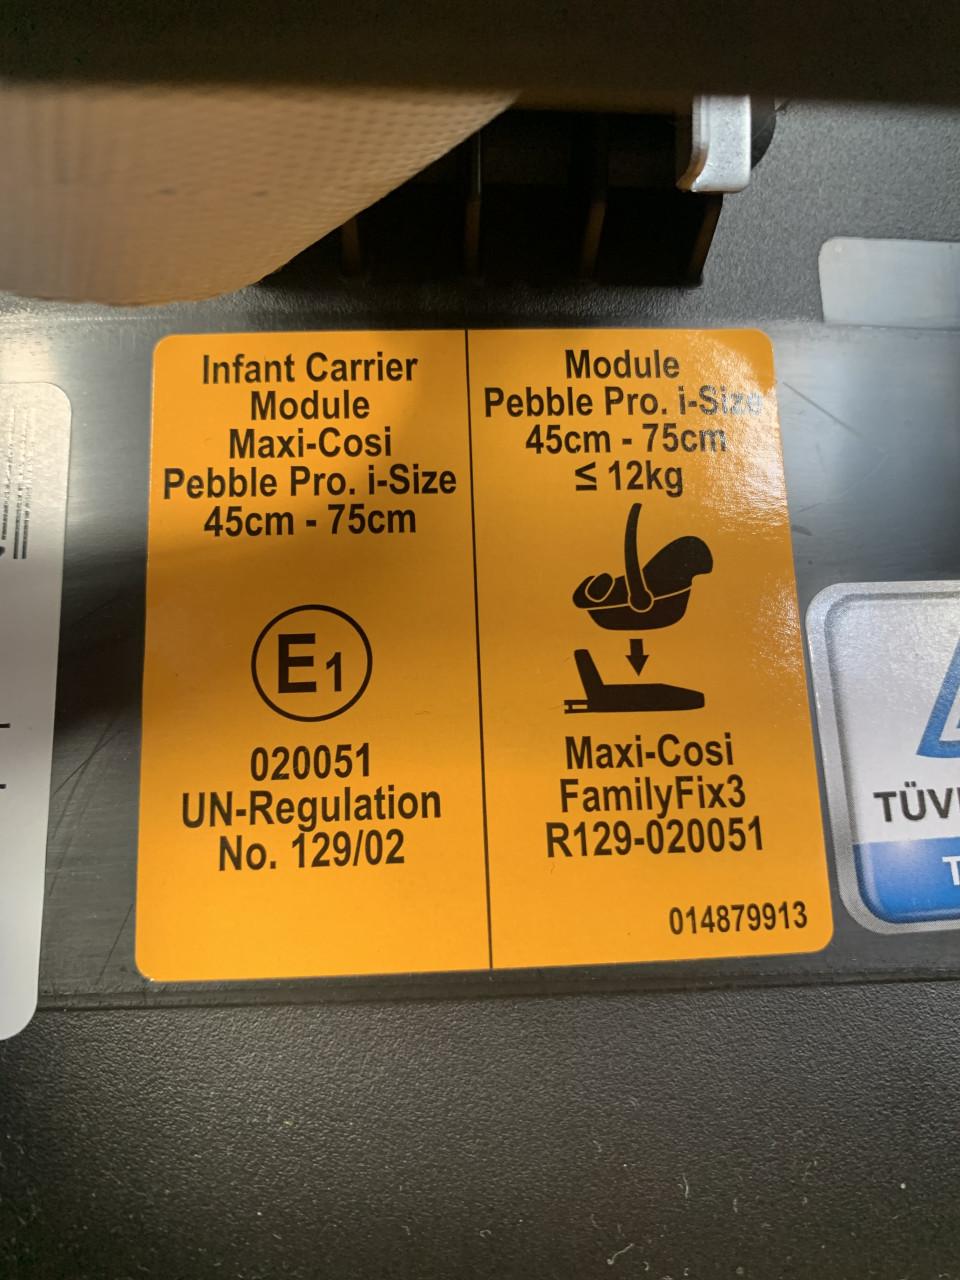 Infant Carrier
Module
Maxi-Cosi
Pebble Pro. i-Size
45cm - 75cm
E1
020051
UN-Regulation
No. 129/02
Module
Pebble Pro. i-Size
45cm - 75cm
≤ 12kg
Maxi-Cosi
FamilyFix3
R129-020051
014879913